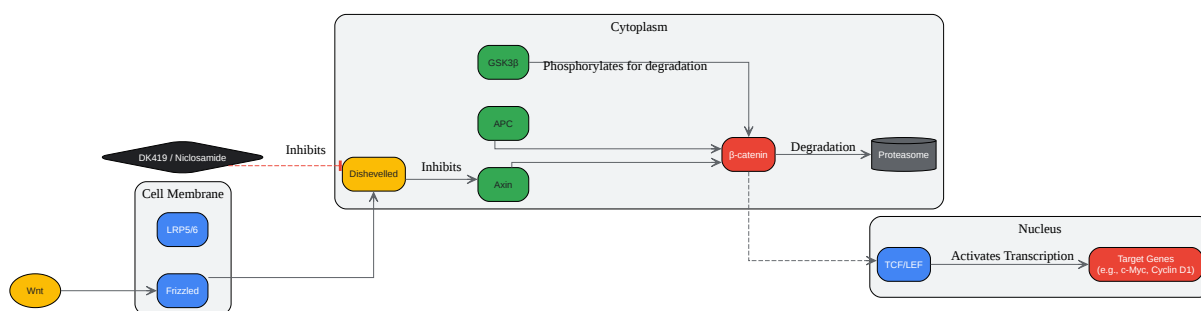 Cytoplasm
GSK3β
Phosphorylates for degradation
APC
DK419 / Niclosamide
Inhibits
Dishevelled
Inhibits
Axin
β-catenin
Degradation
Proteasome
Cell Membrane
LRP5/6
Wnt
Frizzled
Nucleus
TCF/LEF
Activates Transcription
Target Genes
(e.g., c-Myc, Cyclin D1)